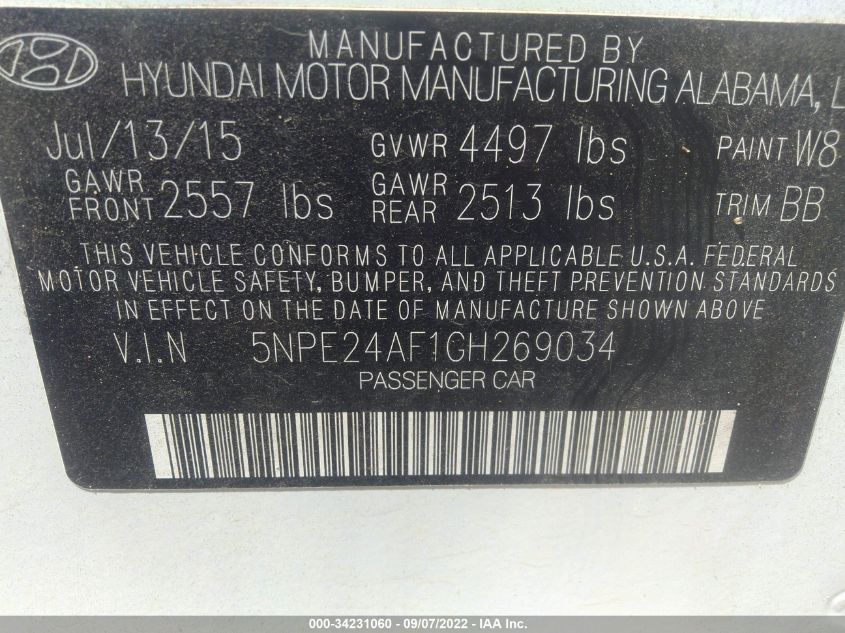 MANUFACTURED BY
HYUNDAI MOTOR MANUFACTURING ALABAMA, L
Jul/13/15 GVWR 4497 lbs PAINT W8
GAWR FRONT 2557 lbs GAWR REAR 2513 lbs TRIM BB
THIS VEHICLE CONFORMS TO ALL APPLICABLE U.S.A. FEDERAL
MOTOR VEHICLE SAFETY, BUMPER, AND THEFT PREVENTION STANDARDS
IN EFFECT ON THE DATE OF MANUFACTURE SHOWN ABOVE
V.I.N 5NPE24AF1GH269034
PASSENGER CAR
000-34231060 - 09/07/2022 - IAA Inc.